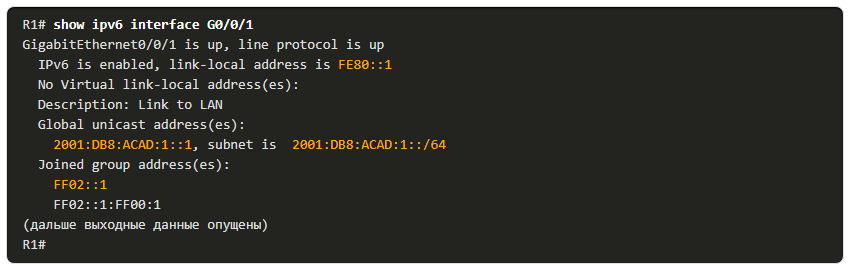 R1# show ipv6 interface G0/0/1
GigabitEthernet0/0/1 is up, line protocol is up
IPv6 is enabled, link-local address is FE80::1
No Virtual link-local address(es):
Description: Link to LAN
Global unicast address(es):
2001:DB8:ACAD:1::1, subnet is 2001:DB8:ACAD:1::/64
Joined group address(es):
FF02::1
FF02::1:FF00:1
(дальше выходные данные опущены)
R1#